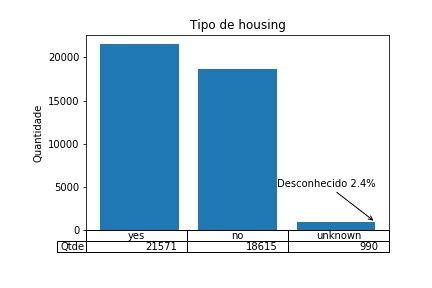 Tipo de housing
Quantidade
20000
15000
10000
5000
0
Desconhecido 2.4%
yes no unknown
Qtde 21571 18615 990